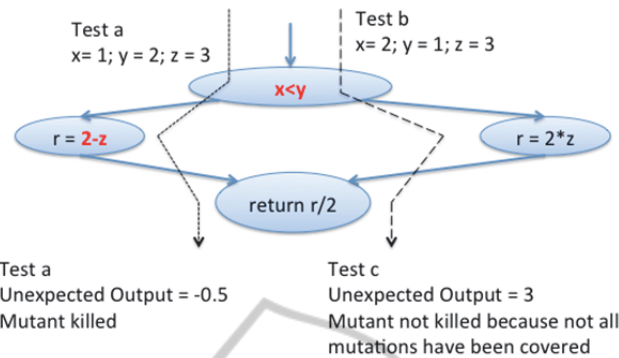 Test a
x= 1; y = 2; z = 3
Test b
x= 2; y = 1; z = 3
x<y
r = 2-z
r = 2*z
return r/2
Test a
Unexpected Output = -0.5
Mutant killed
Test c
Unexpected Output = 3
Mutant not killed because not all
mutations have been covered